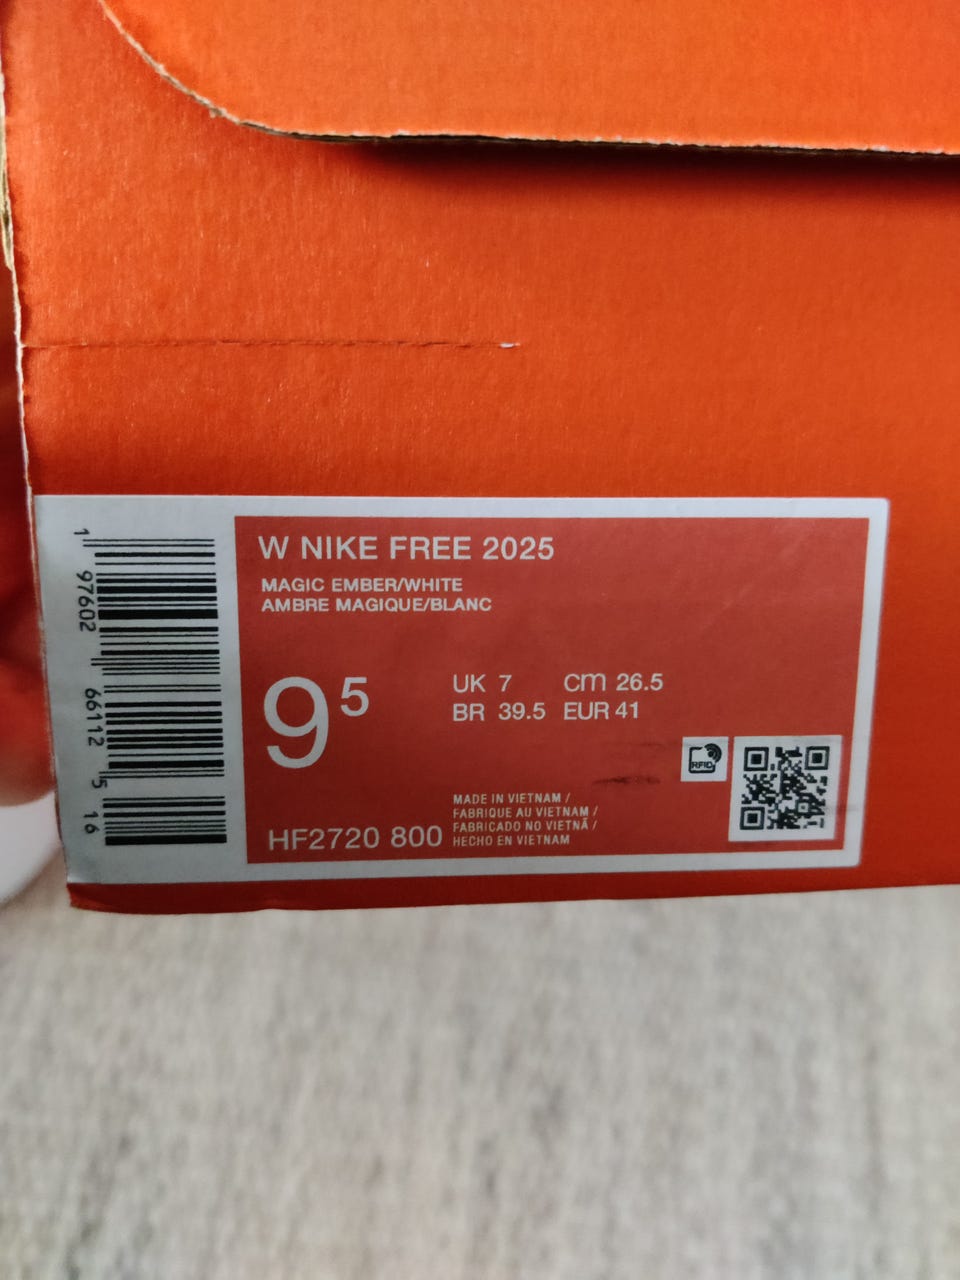 W NIKE FREE 2025
MAGIC EMBER/WHITE
AMBRE MAGIQUE/BLANC
9 5
UK 7 cm 26.5
BR 39.5 EUR 41
RFID
MADE IN VIETNAM /
FABRIQUE AU VIETNAM /
FABRICADO NO VIETNÃ /
HECHO EN VIETNAM
HF2720 800
1 97602 66112 5 16